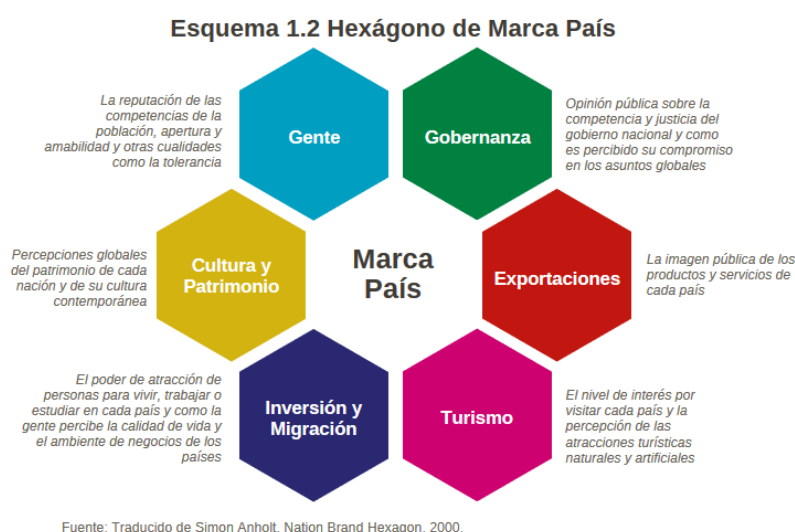 Esquema 1.2 Hexágono de Marca País
La reputación de las
competencias de la
población, apertura y
amabilidad y otras cualidades
como la tolerancia
Gente
Gobernanza
Opinión pública sobre la
competencia y justicia del
gobierno nacional y como
es percibido su compromiso
en los asuntos globales
Percepciones globales
del patrimonio de cada
nación y de su cultura
contemporánea
Cultura y
Patrimonio
Marca
País
Exportaciones
La imagen pública de los
productos y servicios de
cada país
El poder de atracción de
personas para vivir, trabajar o
estudiar en cada país y como la
gente percibe la calidad de vida y
el ambiente de negocios de los
países
Inversión y
Migración
Turismo
El nivel de interés por
visitar cada país y la
percepción de las
atracciones turísticas
naturales y artificiales
Fuente: Traducido de Simon Anholt. Nation Brand Hexagon. 2000.